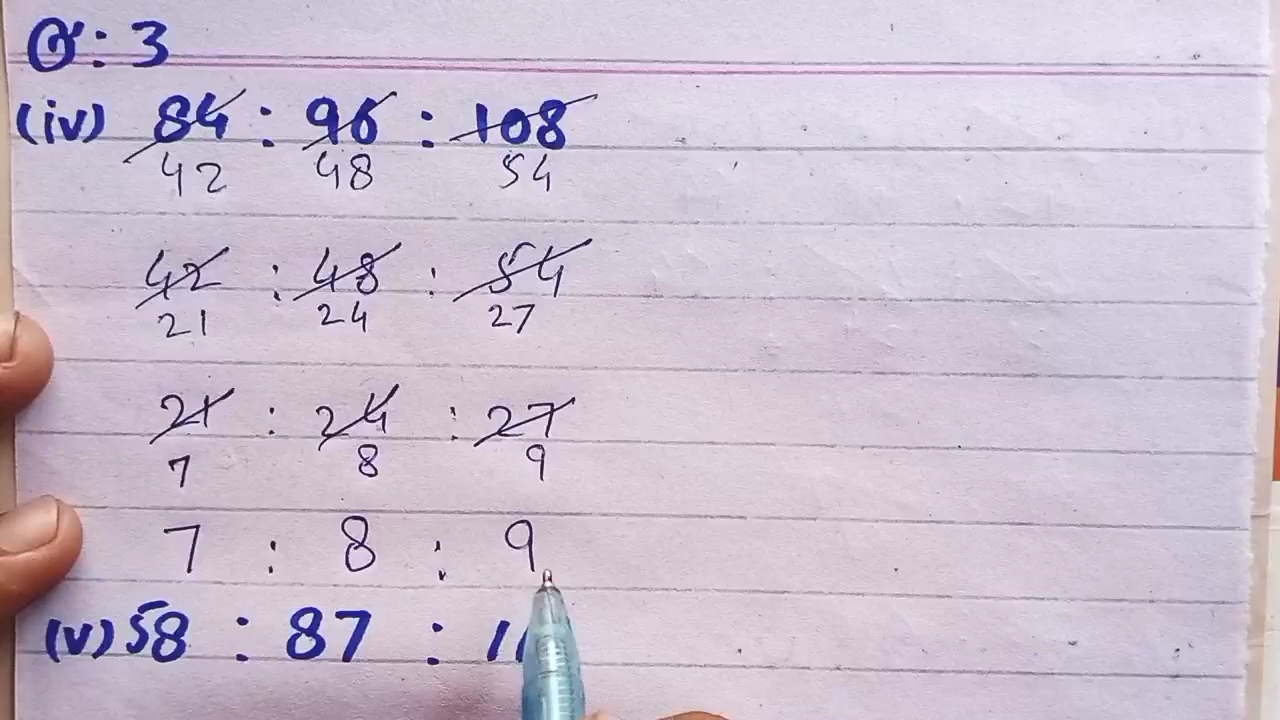 Q: 3
(iv) 84 : 96 : 108
42 48 54
42 : 48 : 54
21 24 27
21 : 24 : 27
7 8 9
7 : 8 : 9
(v) 58 : 87 :